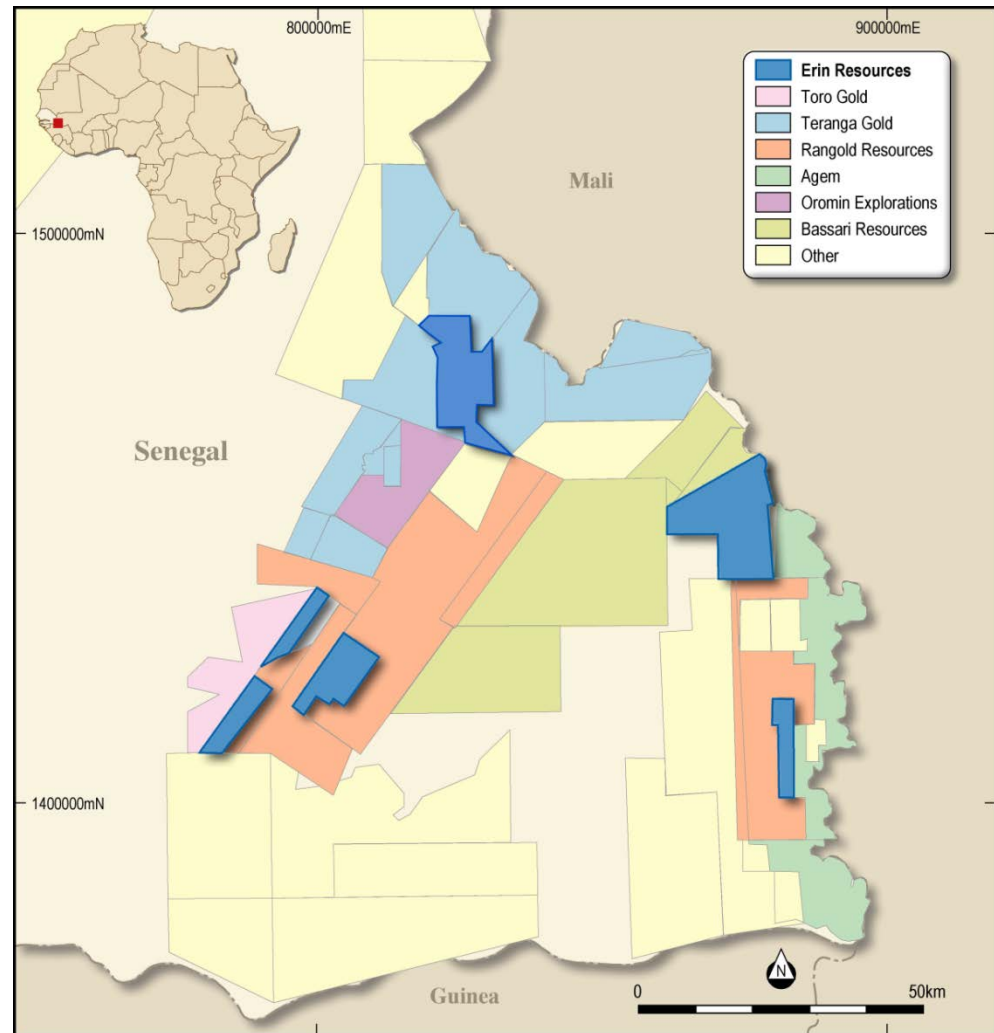 800000mE
900000mE
Erin Resources
Toro Gold
Teranga Gold
Rangold Resources
Agem
Oromin Explorations
Bassari Resources
Other
Mali
1500000mN
Senegal
1400000mN
N
0
50km
Guinea